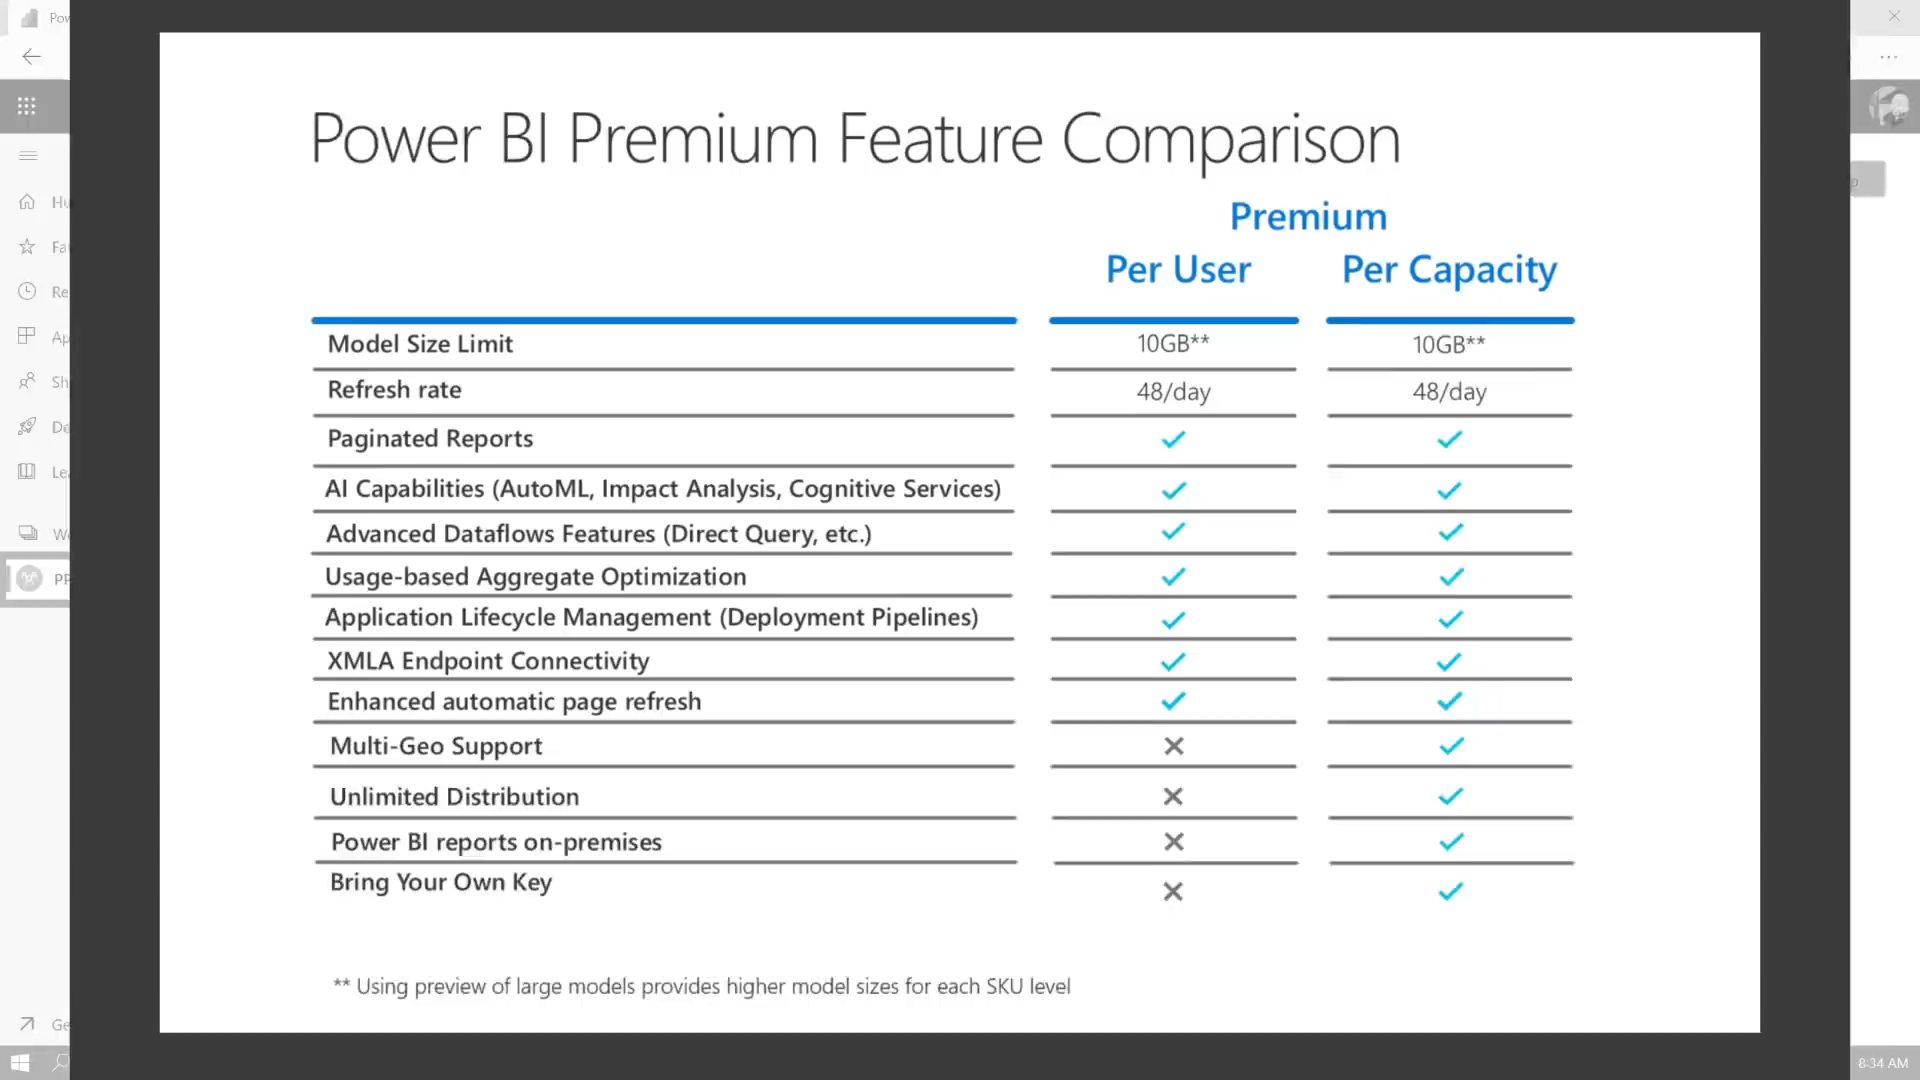 Power BI Premium Feature Comparison
Premium
Per User Per Capacity
Model Size Limit 10GB** 10GB**
Refresh rate 48/day 48/day
Paginated Reports
AI Capabilities (AutoML, Impact Analysis, Cognitive Services)
Advanced Dataflows Features (Direct Query, etc.)
Usage-based Aggregate Optimization
Application Lifecycle Management (Deployment Pipelines)
XMLA Endpoint Connectivity
Enhanced automatic page refresh
Multi-Geo Support
Unlimited Distribution
Power BI reports on-premises
Bring Your Own Key
** Using preview of large models provides higher model sizes for each SKU level
8:34 AM